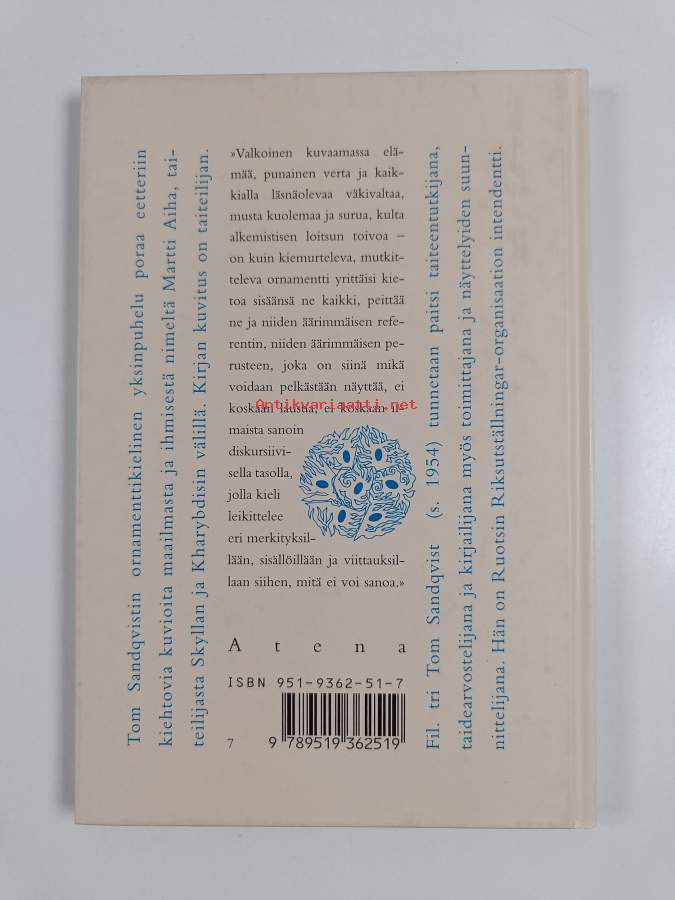 Tom Sandqvistin ornamenttikielinen yksinpuhelu poraa eetteriin
kiehtovia kuvioita maailmasta ja ihmisestä nimeltä Martti Aiha, tai-
teilijasta Skyllan ja Kharybdisin välillä. Kirjan kuvitus on taiteilijan.
»Valkoinen kuvaamassa elä-
mää, punainen verta ja kaik-
kialla läsnäolevaa väkivaltaa,
musta kuolemaa ja surua, kulta
alkemistisen loitsun toivoa –
on kuin kiemurteleva, mutkit-
televa ornamentti yrittäisi kie-
toa sisäänsä ne kaikki, peittää
ne ja niiden äärimmäisen refe-
rentin, niiden äärimmäisen pe-
rusteen, joka on siinä mikä
voidaan pelkästään näyttää, ei
koskaan lausua, ei koskaan il-
maista sanoin
diskursiivi-
sella tasolla,
jolla kieli
leikittelee
eri merkityksil-
lään, sisällöillään ja viittauksil-
laan siihen, mitä ei voi sanoa.»
Antikvariaatti.net
Atena
ISBN 951-9362-51-7
7
9 789519 362519
Fil. tri Tom Sandqvist (s. 1954) tunnetaan paitsi taiteentutkijana,
taidearvostelijana ja kirjailijana myös toimittajana ja näyttelyiden suun-
nittelijana. Hän on Ruotsin Riksutställningar-organisaation intendentti.